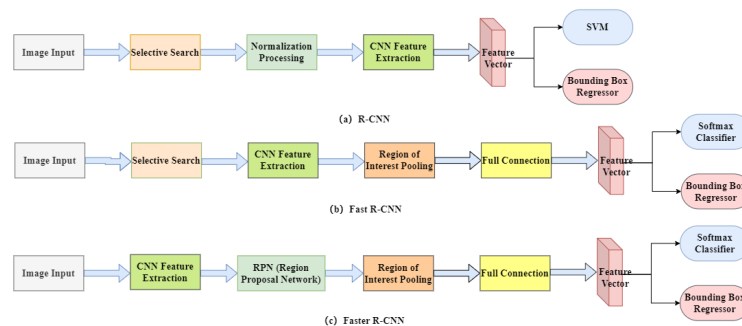 SVM
Image Input
Selective Search
Normalization
Processing
CNN Feature
Extraction
Feature
Vector
Bounding Box
Regressor
(a) R-CNN
Softmax
Classifier
Image Input
Selective Search
CNN Feature
Extraction
Region of
Interest Pooling
Full Connection
Feature
Vector
Bounding Box
Regressor
(b) Fast R-CNN
Softmax
Classifier
Image Input
CNN Feature
Extraction
RPN (Region
Proposal Network)
Region of
Interest Pooling
Full Connection
Feature
Vector
Bounding Box
Regressor
(c) Faster R-CNN